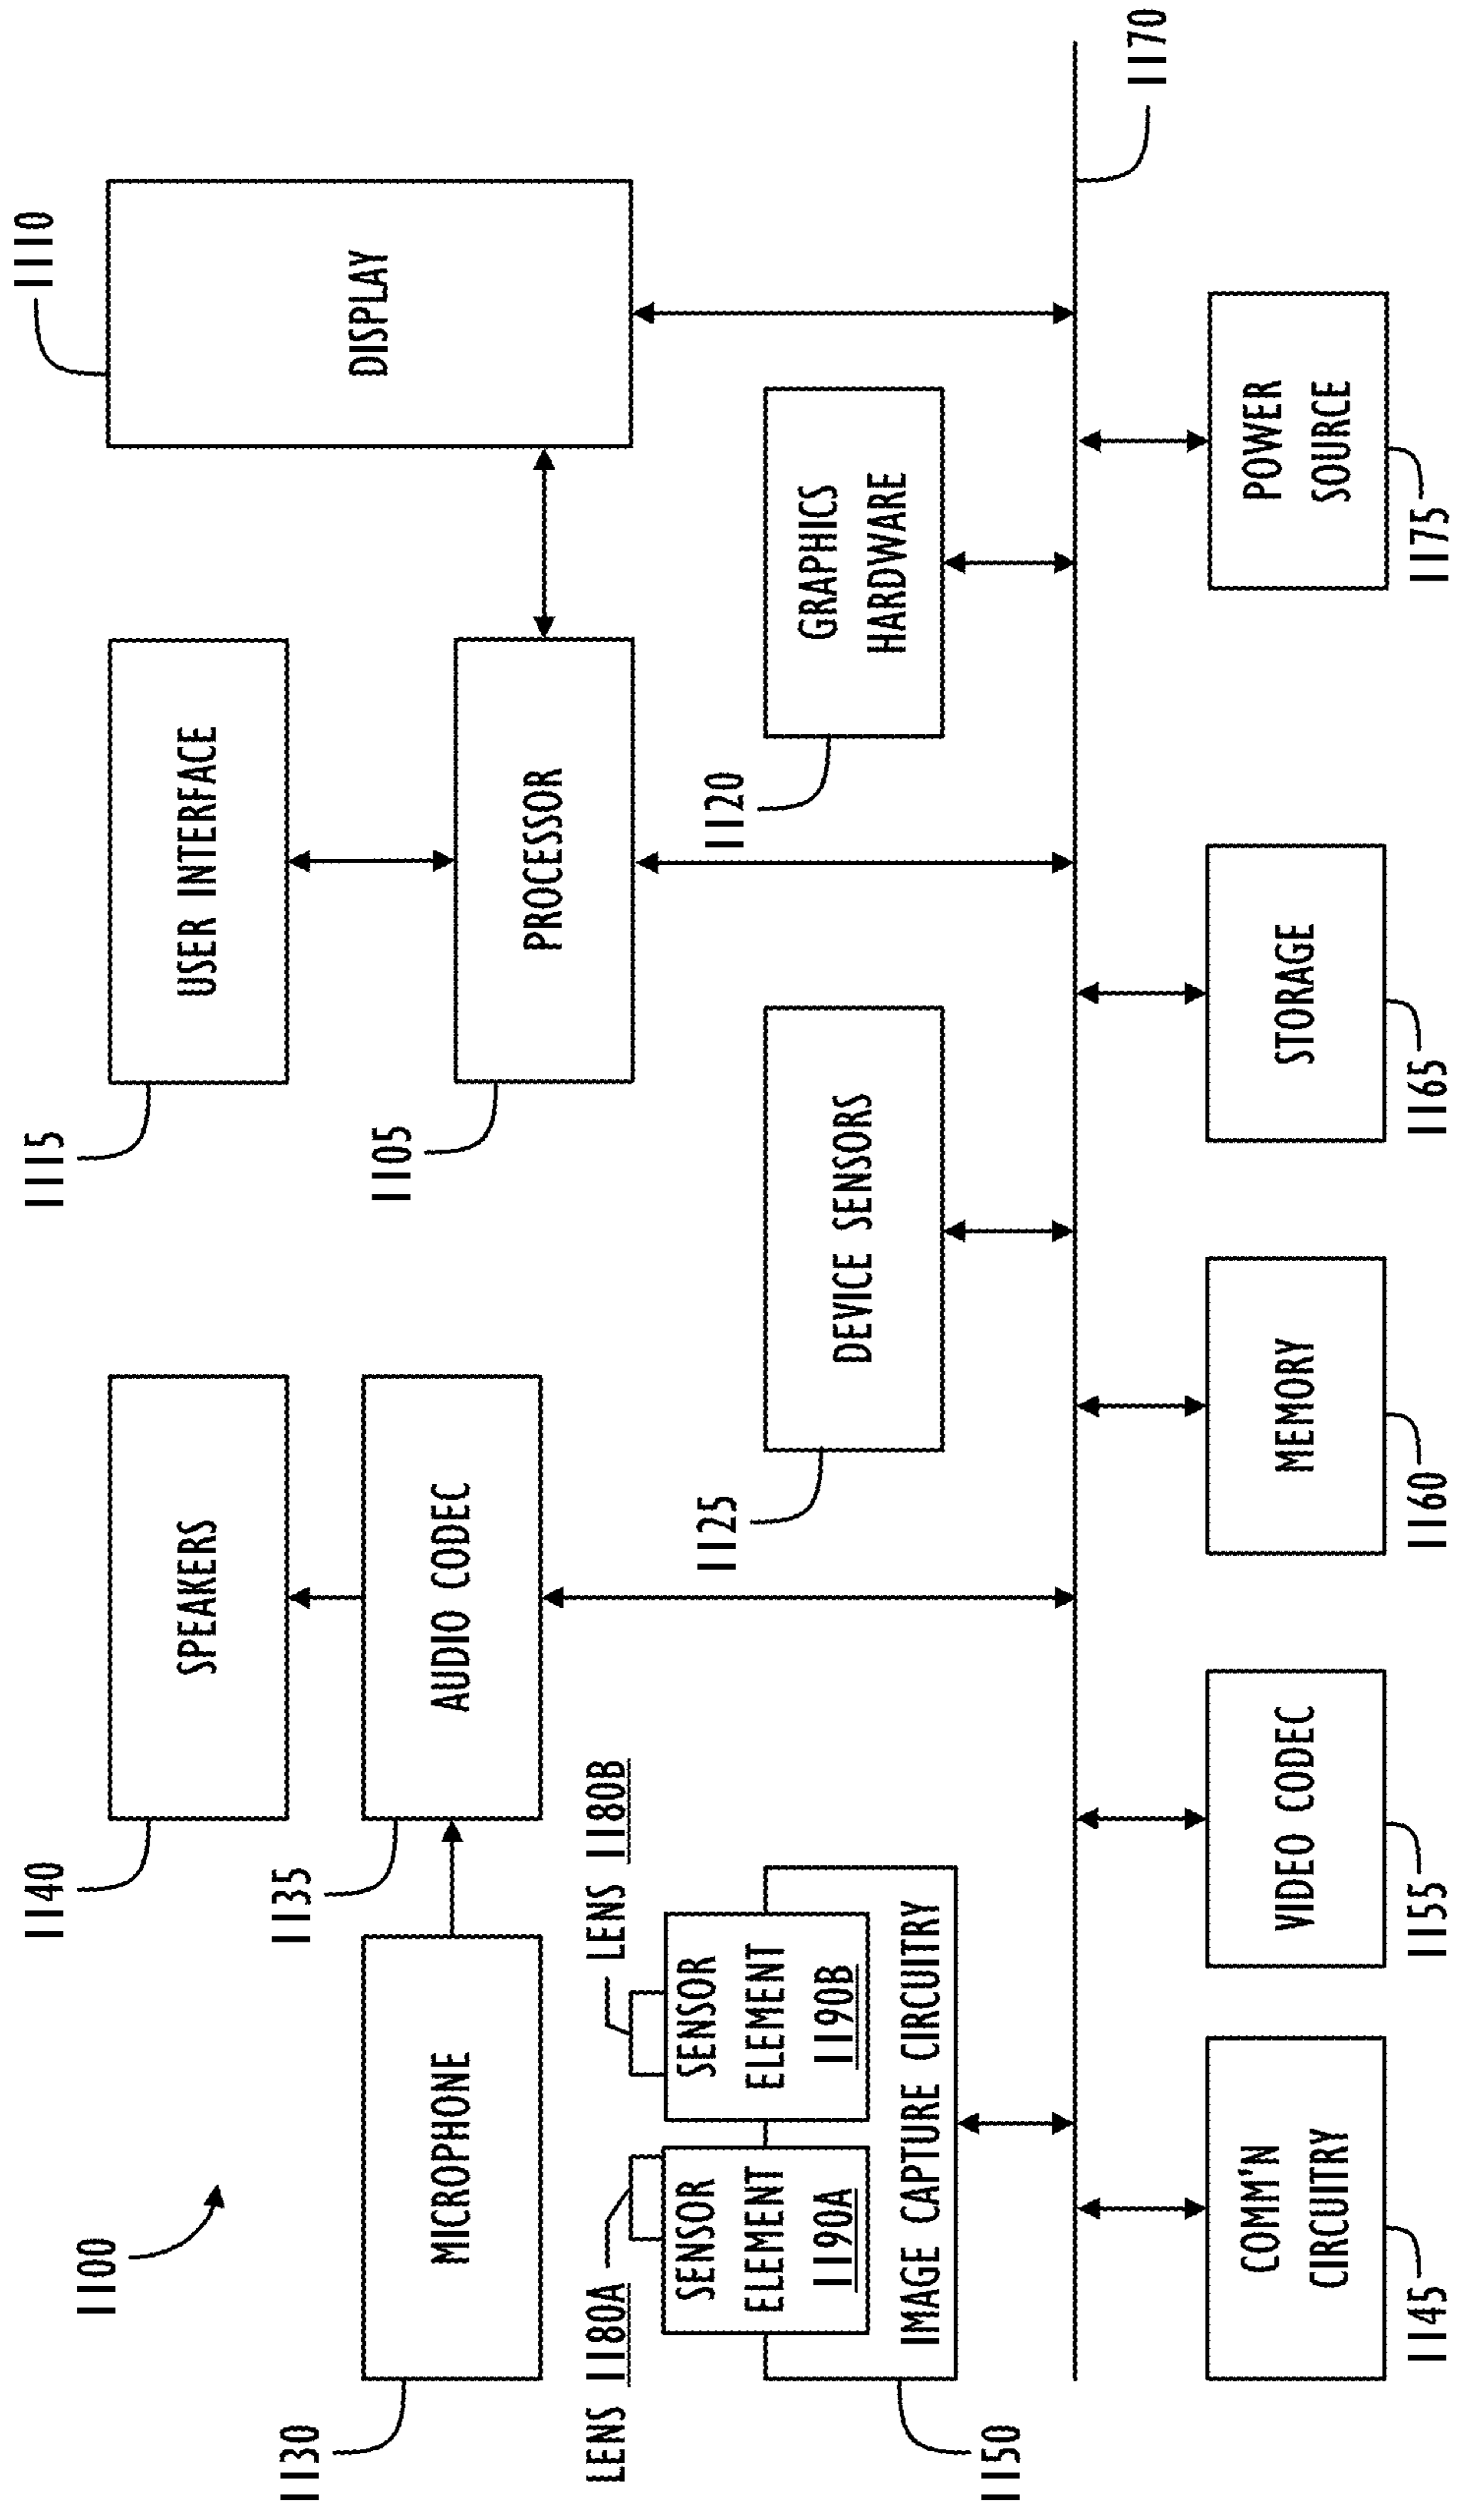 1100
1140
SPEAKERS
1115
USER INTERFACE
1110
DISPLAY
1130
MICROPHONE
1135
AUDIO CODEC
1105
PROCESSOR
LENS 1180A
LENS 1180B
SENSOR
ELEMENT
1190A
SENSOR
ELEMENT
1190B
IMAGE CAPTURE CIRCUITRY
1150
1125
DEVICE SENSORS
1120
GRAPHICS
HARDWARE
1170
COMM'N
CIRCUITRY
1145
VIDEO CODEC
1155
MEMORY
1160
STORAGE
1165
POWER
SOURCE
1175